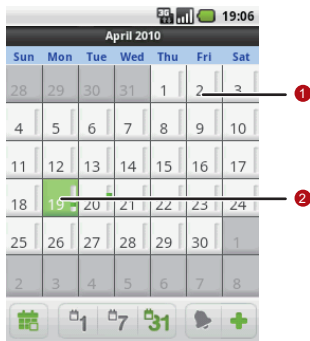 3G 19:06
April 2010
Sun Mon Tue Wed Thu Fri Sat
28 29 30 31 1 2 3
4 5 6 7 8 9 10
11 12 13 14 15 16 17
18 19 20 21 22 23 24
25 26 27 28 29 30 1
2 3 4 5 6 7 8
1 7 31
1
2